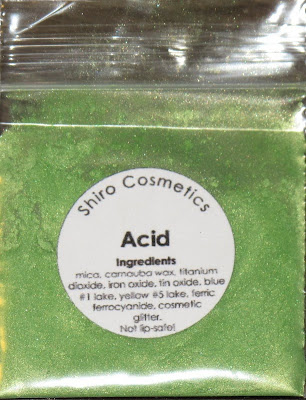 Shiro Cosmetics
Acid
Ingredients
mica, carnauba wax, titanium
dioxide, iron oxide, tin oxide, blue
#1 lake, yellow #5 lake, ferric
ferrocyanide, cosmetic
glitter.
Not lip-safe!